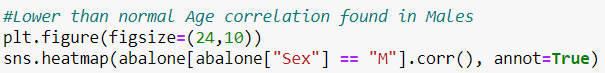 #Lower than normal Age correlation found in Males
plt.figure(figsize=(24,10))
sns.heatmap(abalone[abalone["Sex"] == "M"].corr(), annot=True)